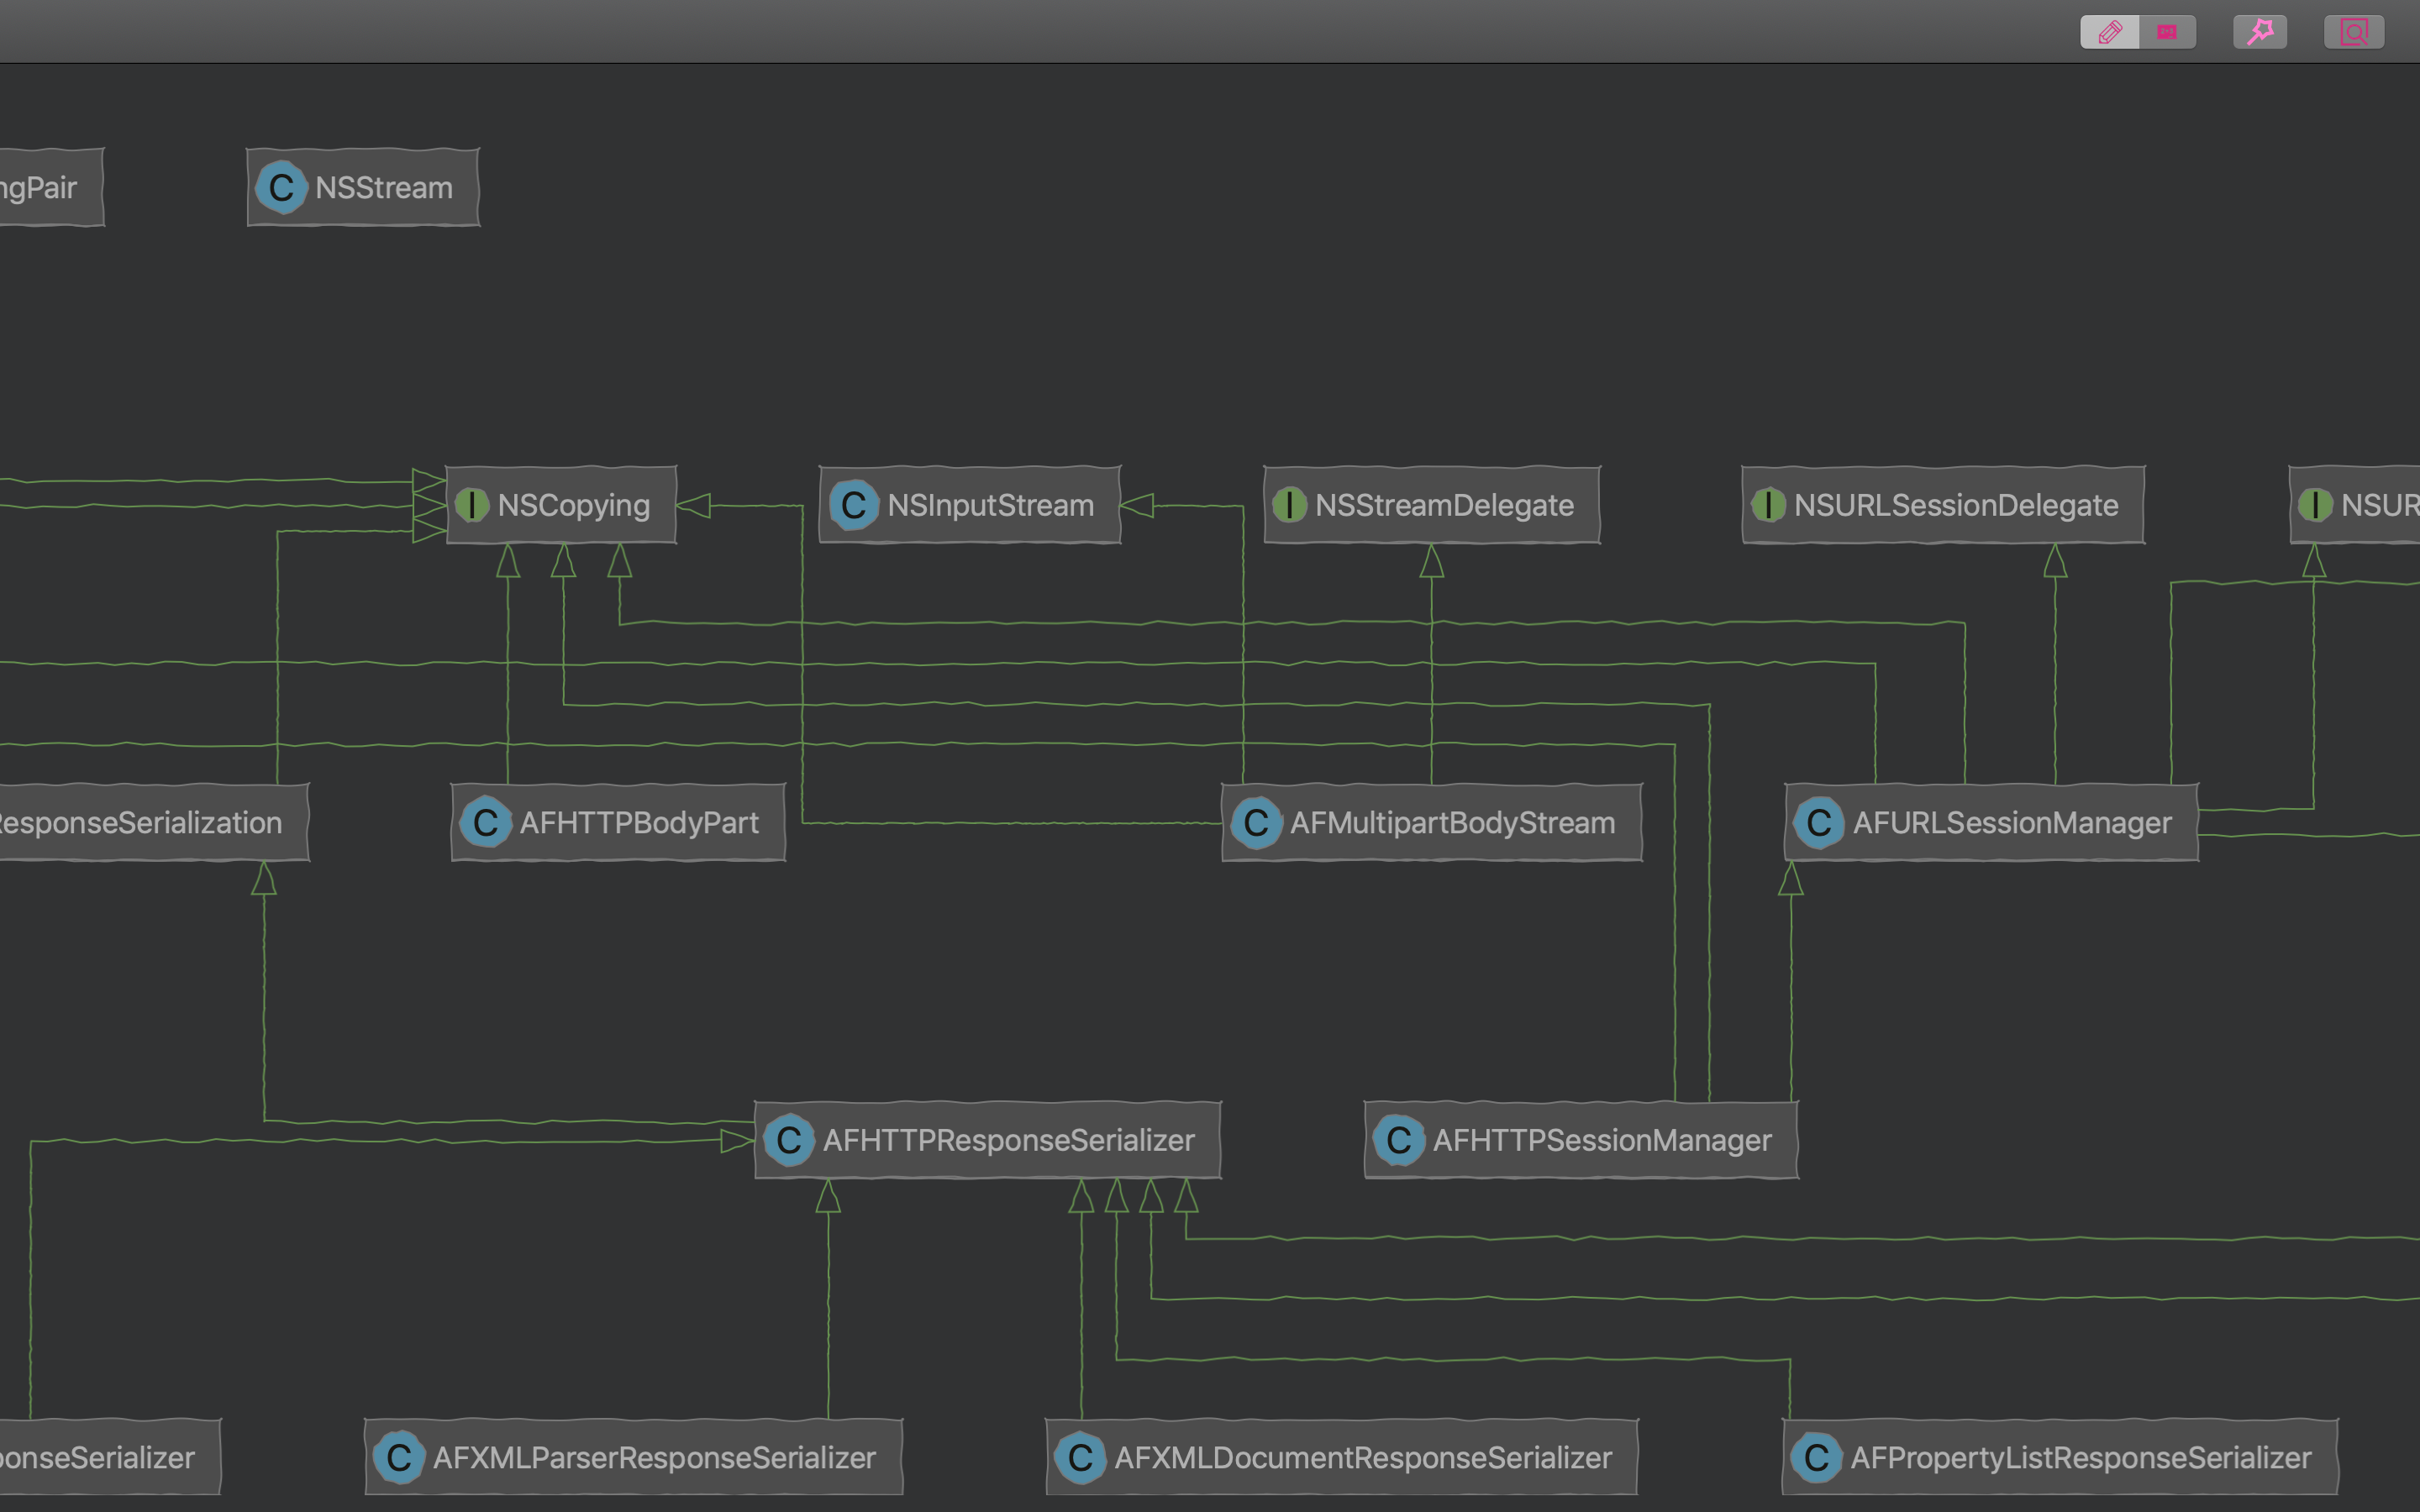 ngPair
C NSStream
I NSCopying
C NSInputStream
I NSStreamDelegate
I NSURLSessionDelegate
I NSUR
esponseSerialization
C AFHTTPBodyPart
C AFMultipartBodyStream
C AFURLSessionManager
C AFHTTPResponseSerializer
C AFHTTPSessionManager
onseSerializer
C AFXMLParserResponseSerializer
C AFXMLDocumentResponseSerializer
C AFPropertyListResponseSerializer